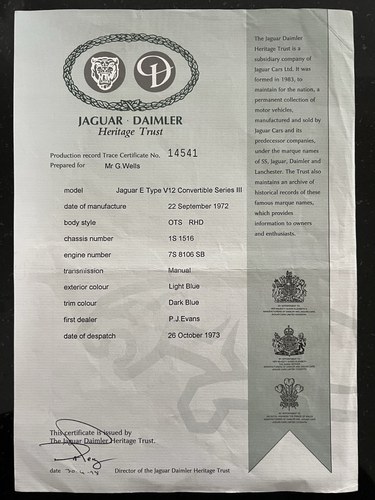 JAGUAR · DAIMLER
Heritage Trust
Production record Trace Certificate No. 14541
Prepared for Mr G.Wells
model Jaguar E Type V12 Convertible Series III
date of manufacture 22 September 1972
body style OTS RHD
chassis number 1S 1516
engine number 7S 8106 SB
transmission Manual
exterior colour Light Blue
trim colour Dark Blue
first dealer P.J.Evans
date of despatch 26 October 1973
This certificate is issued by
The Jaguar Daimler Heritage Trust.
date
Director of the Jaguar Daimler Heritage Trust
The Jaguar Daimler
Heritage Trust is a
subsidiary company of
Jaguar Cars Ltd. It was
formed in 1983, to
maintain for the nation, a
permanent collection of
motor vehicles,
manufactured and sold by
Jaguar Cars and its
predecessor companies,
under the marque names
of SS, Jaguar, Daimler and
Lanchester. The Trust also
maintains an archive of
historical records of these
famous marque names,
which provides
information to owners
and enthusiasts.